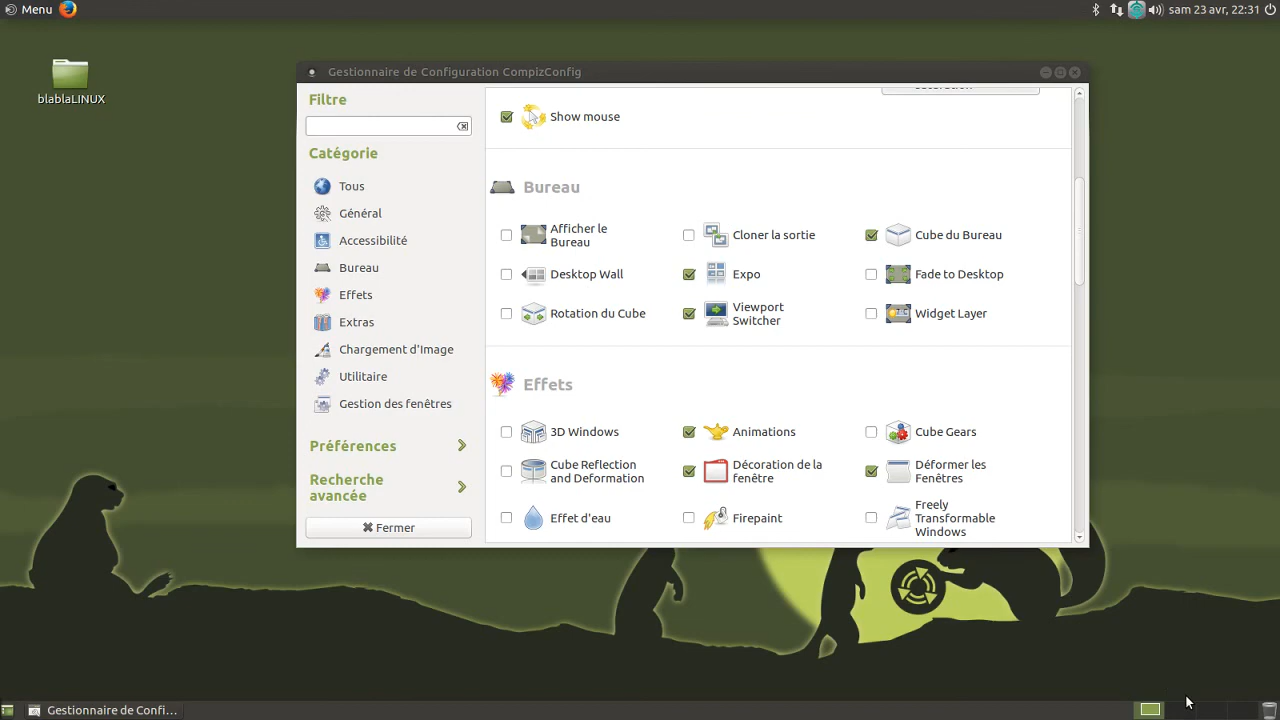 Menu
sam 23 avr, 22:31
blablaLINUX
Gestionnaire de Configuration CompizConfig
Filtre
Catégorie
Tous
Général
Accessibilité
Bureau
Effets
Extras
Chargement d'Image
Utilitaire
Gestion des fenêtres
Préférences
Recherche
avancée
Fermer
Show mouse
Bureau
Afficher le
Bureau
Cloner la sortie
Cube du Bureau
Desktop Wall
Expo
Fade to Desktop
Rotation du Cube
Viewport
Switcher
Widget Layer
Effets
3D Windows
Animations
Cube Gears
Cube Reflection
and Deformation
Décoration de la
fenêtre
Déformer les
Fenêtres
Effet d'eau
Firepaint
Freely
Transformable
Windows
Gestionnaire de Confi...